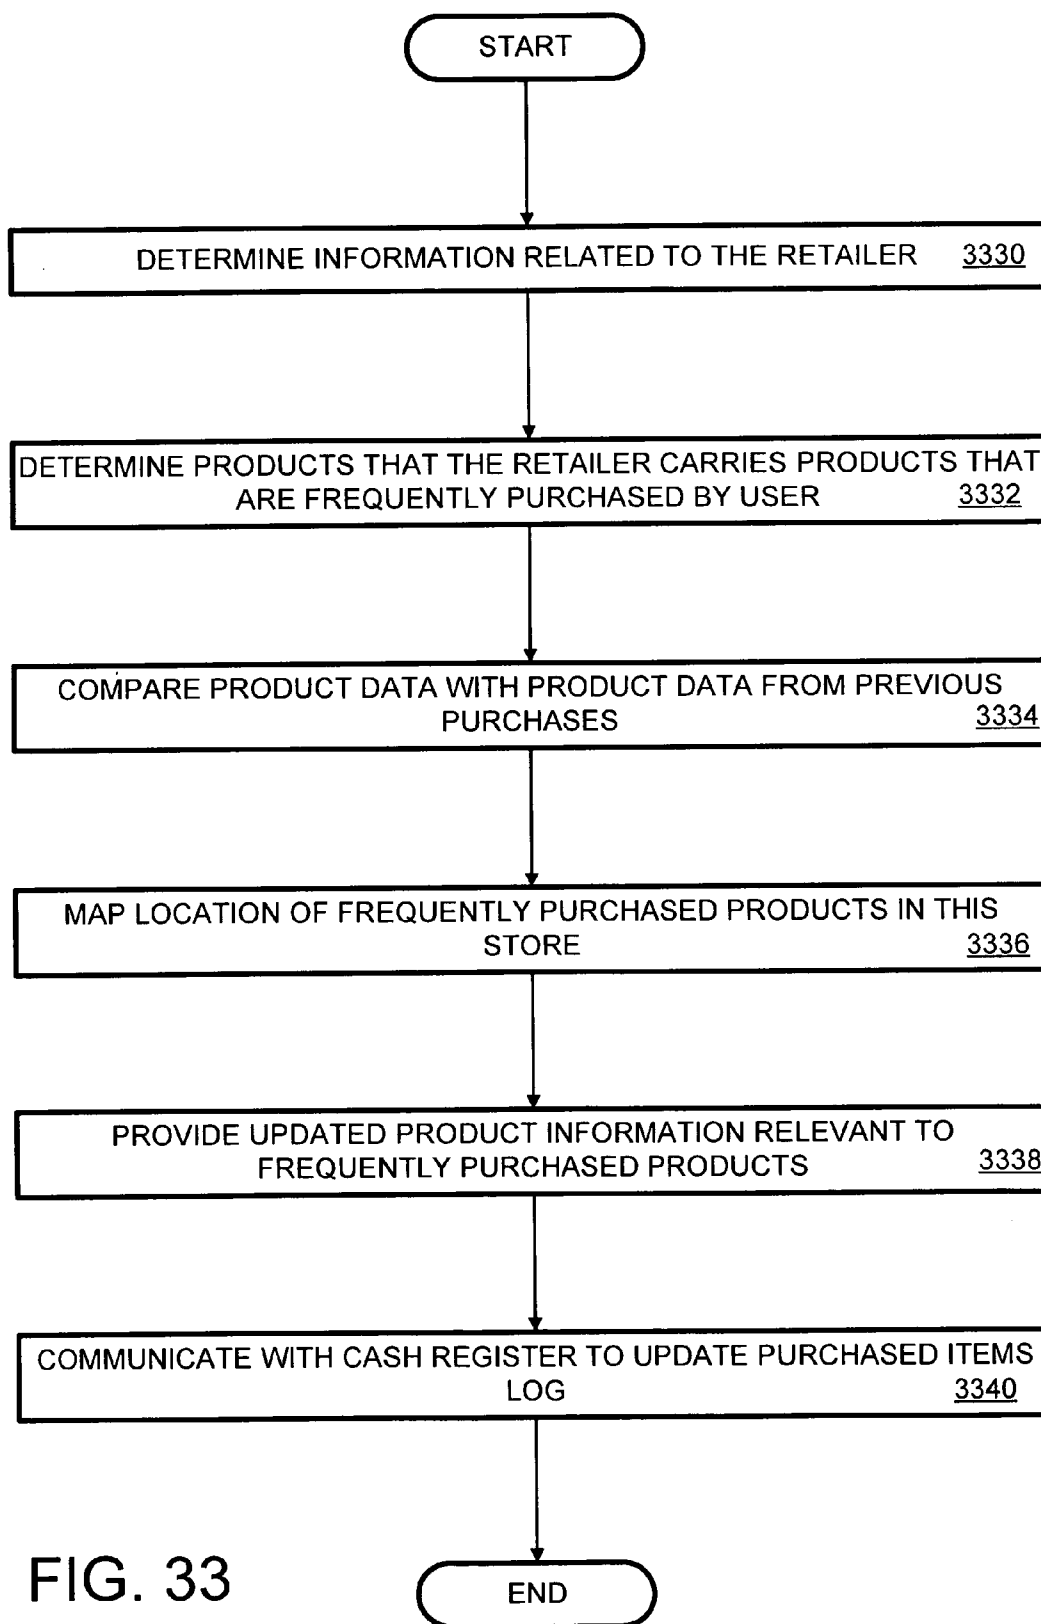 START
DETERMINE INFORMATION RELATED TO THE RETAILER 3330
DETERMINE PRODUCTS THAT THE RETAILER CARRIES PRODUCTS THAT
ARE FREQUENTLY PURCHASED BY USER 3332
COMPARE PRODUCT DATA WITH PRODUCT DATA FROM PREVIOUS
PURCHASES 3334
MAP LOCATION OF FREQUENTLY PURCHASED PRODUCTS IN THIS
STORE 3336
PROVIDE UPDATED PRODUCT INFORMATION RELEVANT TO
FREQUENTLY PURCHASED PRODUCTS 3338
COMMUNICATE WITH CASH REGISTER TO UPDATE PURCHASED ITEMS
LOG 3340
END
FIG. 33